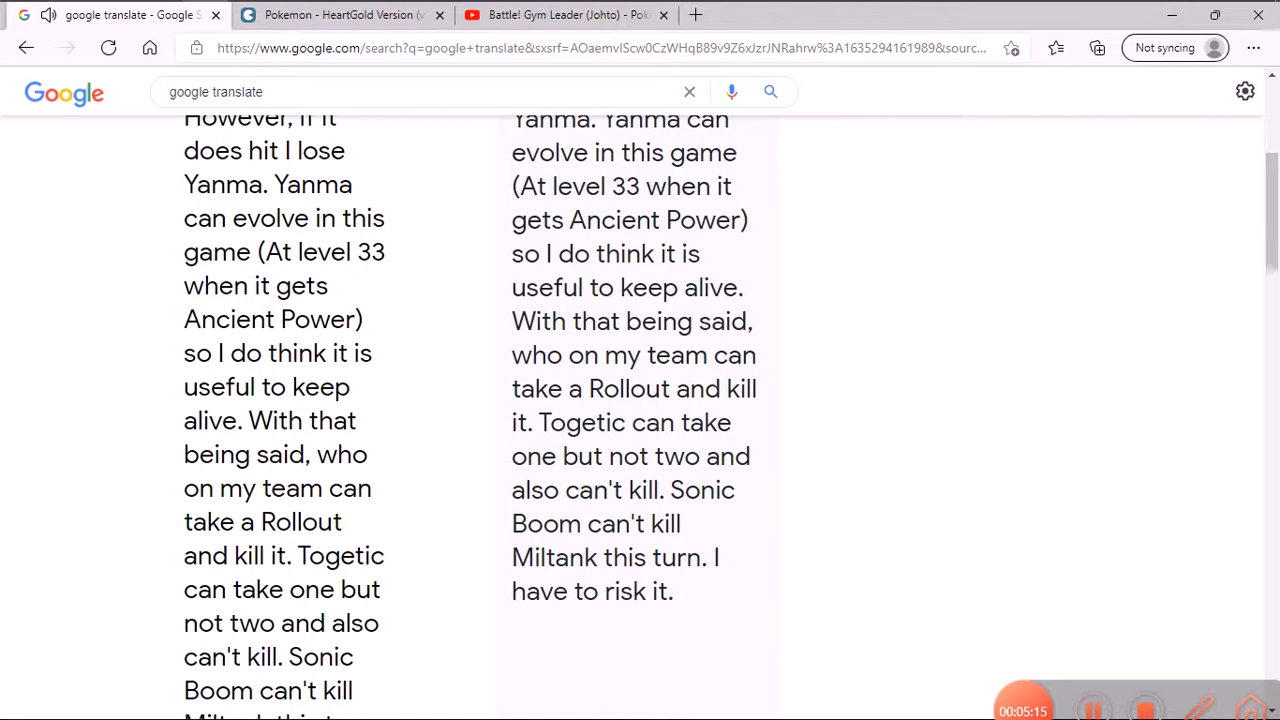 google translate - Google S
Pokemon - HeartGold Version (v
Battle! Gym Leader (Johto) - Pok
https://www.google.com/search?q=google+translate&sxsrf=AOaemvIScw0CzWHqB89v9Z6xJzrJNRahrw%3A1635294161989&sourc...
Not syncing
Google
google translate
However, if it
does hit I lose
Yanma. Yanma
can evolve in this
game (At level 33
when it gets
Ancient Power)
so I do think it is
useful to keep
alive. With that
being said, who
on my team can
take a Rollout
and kill it. Togetic
can take one but
not two and also
can't kill. Sonic
Boom can't kill
Miltank this turn.
Yanma. Yanma can
evolve in this game
(At level 33 when it
gets Ancient Power)
so I do think it is
useful to keep alive.
With that being said,
who on my team can
take a Rollout and kill
it. Togetic can take
one but not two and
also can't kill. Sonic
Boom can't kill
Miltank this turn. I
have to risk it.
00:05:15